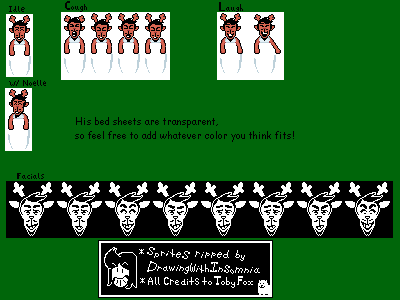 Idle
Cough
Laugh
W/ Noelle
His bed sheets are transparent,
so feel free to add whatever color you think fits!
Facials
*Sprites ripped by
DrawingWithInSomnia
*All Credits to Toby Fox